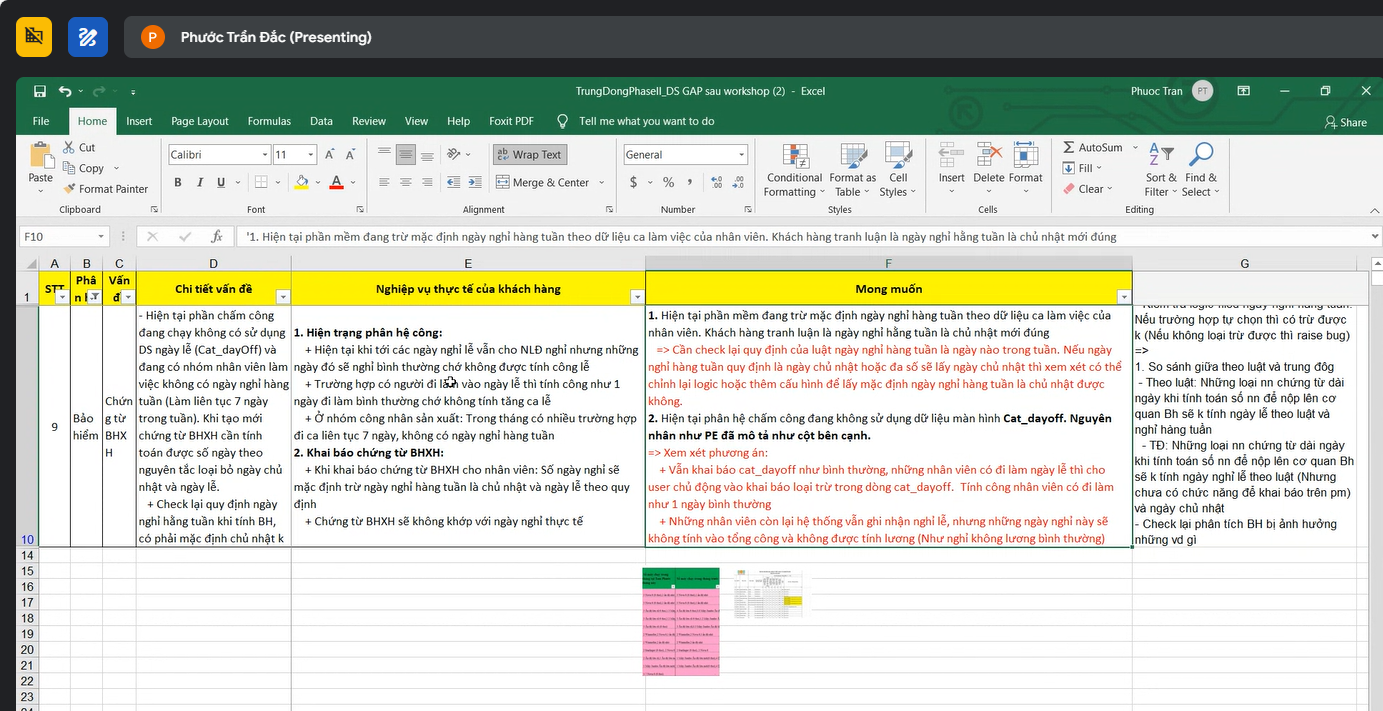 P Phước Trần Đắc (Presenting)
TrungDongPhaseII_DS GAP sau workshop (2) - Excel
Phuoc Tran PT
File Home Insert Page Layout Formulas Data Review View Help Foxit PDF Tell me what you want to do Share
Paste
Cut
Copy
Format Painter
Clipboard
Calibri 11
B I U
Font
Wrap Text
Merge & Center
Alignment
General
$ % ,
Number
Conditional Formatting
Format as Table
Cell Styles
Styles
Insert Delete Format
Cells
AutoSum
Fill
Clear
Sort & Filter
Find & Select
Editing
F10 fx '1. Hiện tại phần mềm đang trừ mặc định ngày nghỉ hàng tuần theo dữ liệu ca làm việc của nhân viên. Khách hàng tranh luận là ngày nghỉ hằng tuần là chủ nhật mới đúng
A B C D E F G
1
STT
Phâ
Vấn
Chi tiết vấn đề
Nghiệp vụ thực tế của khách hàng
Mong muốn
9
Bảo
hiểm
Chứn
g từ
BHX
H
- Hiện tại phần chấm công
đang chạy không có sử dụng
DS ngày lễ (Cat_dayOff) và
đang có nhóm nhân viên làm
việc không có ngày nghỉ hàng
tuần (Làm liên tục 7 ngày
trong tuần). Khi tạo mới
chứng từ BHXH cần tính
toán được số ngày theo
nguyên tắc loại bỏ ngày chủ
nhật và ngày lễ.
+ Check lại quy định ngày
nghỉ hằng tuần khi tính BH,
có phải mặc định chủ nhật k
1. Hiện trạng phân hệ công:
+ Hiện tại khi tới các ngày nghỉ lễ vẫn cho NLĐ nghỉ nhưng những
ngày đó sẽ nghỉ bình thường chớ không được tính công lễ
+ Trường hợp có người đi làm vào ngày lễ thì tính công như 1
ngày đi làm bình thường chớ không tính tăng ca lễ
+ Ở nhóm công nhân sản xuất: Trong tháng có nhiều trường hợp
đi ca liên tục 7 ngày, không có ngày nghỉ hàng tuần
2. Khai báo chứng từ BHXH:
+ Khi khai báo chứng từ BHXH cho nhân viên: Số ngày nghỉ sẽ
mặc định trừ ngày nghỉ hàng tuần là chủ nhật và ngày lễ theo quy
định
+ Chứng từ BHXH sẽ không khớp với ngày nghỉ thực tế
1. Hiện tại phần mềm đang trừ mặc định ngày nghỉ hàng tuần theo dữ liệu ca làm việc của
nhân viên. Khách hàng tranh luận là ngày nghỉ hằng tuần là chủ nhật mới đúng
=> Cần check lại quy định của luật ngày nghỉ hàng tuần là ngày nào trong tuần. Nếu ngày
nghỉ hàng tuần quy định là ngày chủ nhật hoặc đa số sẽ lấy ngày chủ nhật thì xem xét có thể
chỉnh lại logic hoặc thêm cấu hình để lấy mặc định ngày nghỉ hàng tuần là chủ nhật được
không.
2. Hiện tại phân hệ chấm công đang không sử dụng dữ liệu màn hình Cat_dayoff. Nguyên
nhân như PE đã mô tả như cột bên cạnh.
=> Xem xét phương án:
+ Vẫn khai báo cat_dayoff như bình thường, những nhân viên có đi làm ngày lễ thì cho
user chủ động vào khai báo loại trừ trong dòng cat_dayoff. Tính công nhân viên có đi làm
như 1 ngày bình thường
+ Những nhân viên còn lại hệ thống vẫn ghi nhận nghỉ lễ, nhưng những ngày nghỉ này sẽ
không tính vào tổng công và không được tính lương (Như nghỉ không lương bình thường)
Nếu trường hợp tự chọn thì có trừ được
k (Nếu không loại trừ được thì raise bug)
=>
1. So sánh giữa theo luật và trung đông
- Theo luật: Những loại nn chứng từ dài
ngày khi tính toán số nn để nộp lên cơ
quan BH sẽ k tính ngày lễ theo luật và
nghỉ hàng tuần
- TĐ: Những loại nn chứng từ dài ngày
khi tính toán số nn để nộp lên cơ quan BH
sẽ k tính ngày nghỉ lễ theo luật (Nhưng
chưa có chức năng để khai báo trên pm)
và ngày chủ nhật
- Check lại phân tích BH bị ảnh hưởng
những vd gì
10
14
15
16
17
18
19
20
21
22
23